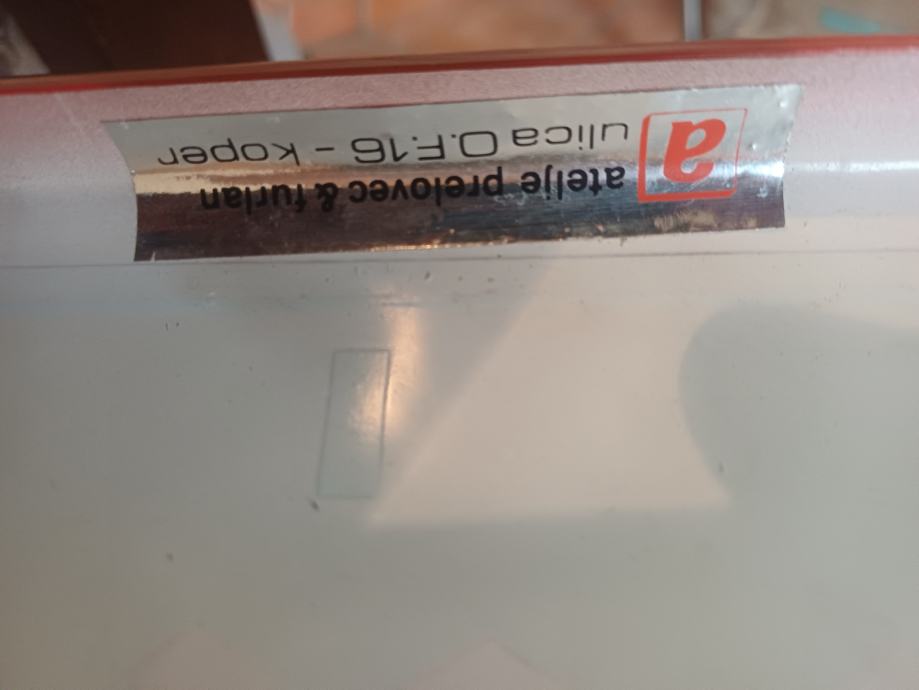 a
atelje prelovec & furlan
ulica O.F.16 - koper